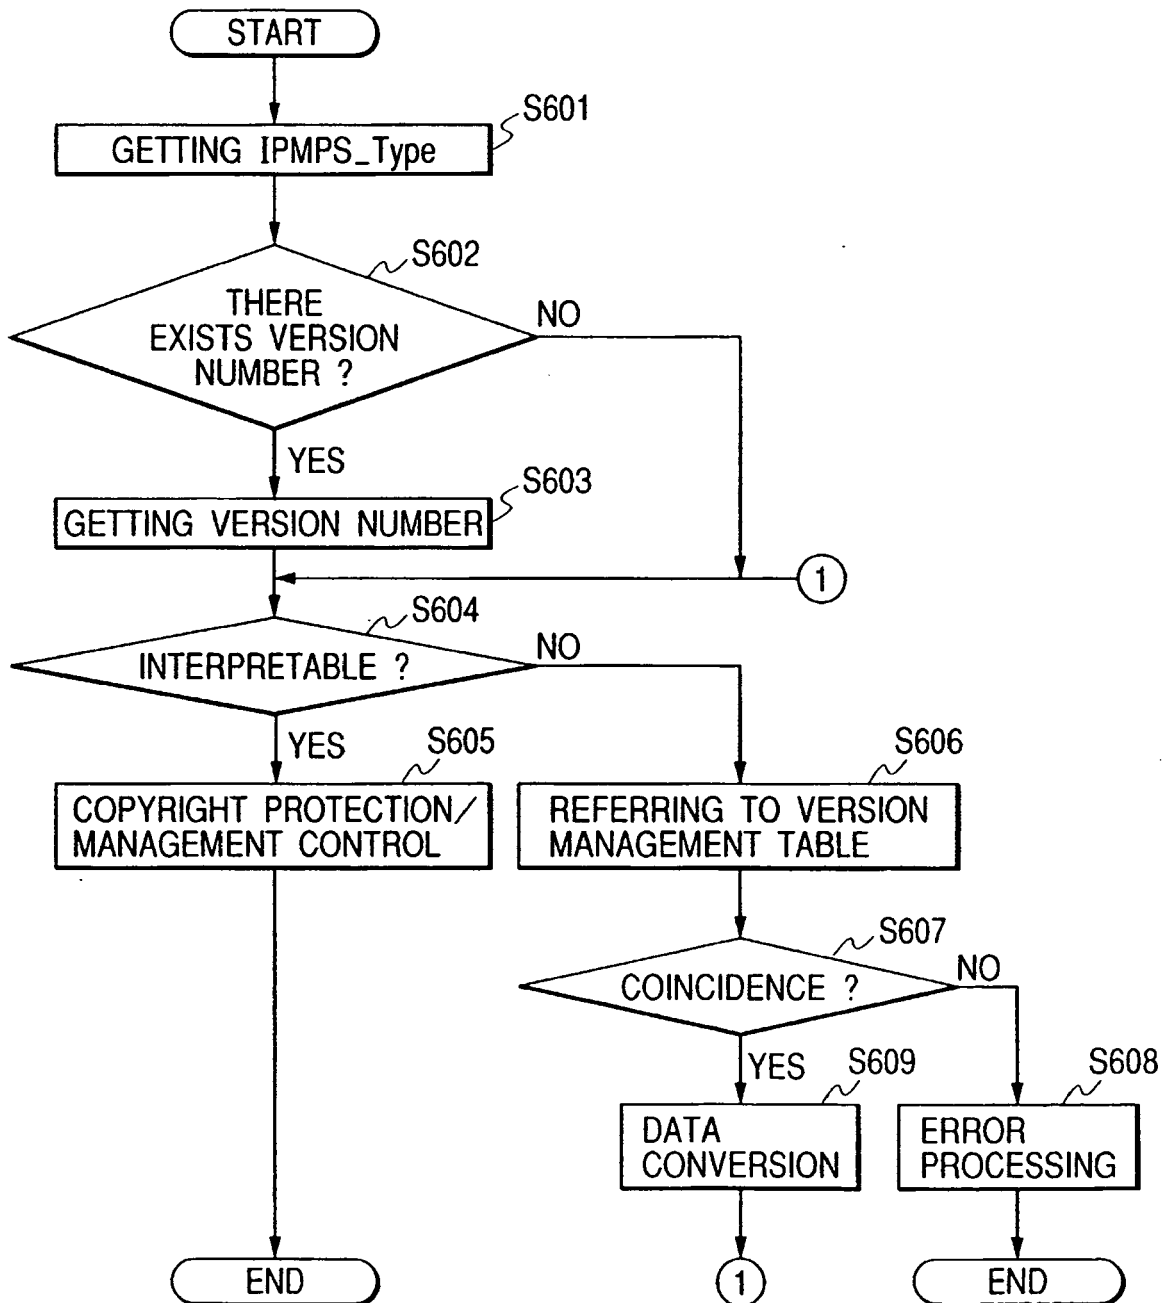 START
S601
GETTING IPMPS_Type
S602
THERE
EXISTS VERSION
NUMBER ?
NO
YES
S603
GETTING VERSION NUMBER
1
S604
INTERPRETABLE ?
NO
YES
S605
COPYRIGHT PROTECTION/
MANAGEMENT CONTROL
S606
REFERRING TO VERSION
MANAGEMENT TABLE
S607
COINCIDENCE ?
NO
YES
S609
DATA
CONVERSION
S608
ERROR
PROCESSING
END
1
END